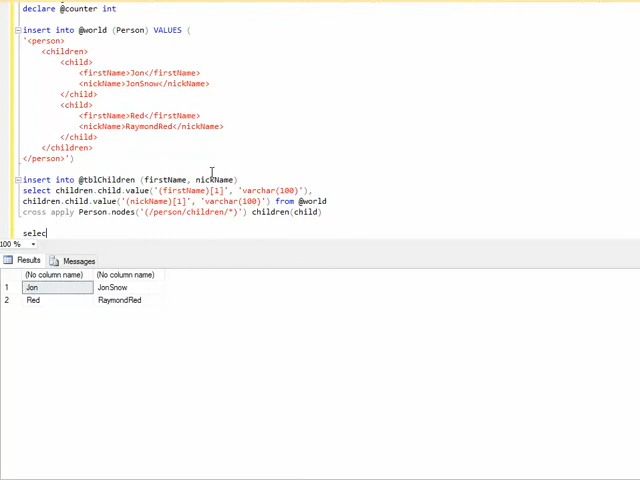 declare @counter int
insert into @world (Person) VALUES (
'<person>
<children>
<child>
<firstName>Jon</firstName>
<nickName>JonSnow</nickName>
</child>
<child>
<firstName>Red</firstName>
<nickName>RaymondRed</nickName>
</child>
</children>
</person>')
insert into @tblChildren (firstName, nickName)
select children.child.value('(firstName)[1]', 'varchar(100)'),
children.child.value('(nickName)[1]', 'varchar(100)') from @world
cross apply Person.nodes('(/person/children/*)') children(child)
selec
100 %
Results Messages
(No column name) (No column name)
1 Jon JonSnow
2 Red RaymondRed